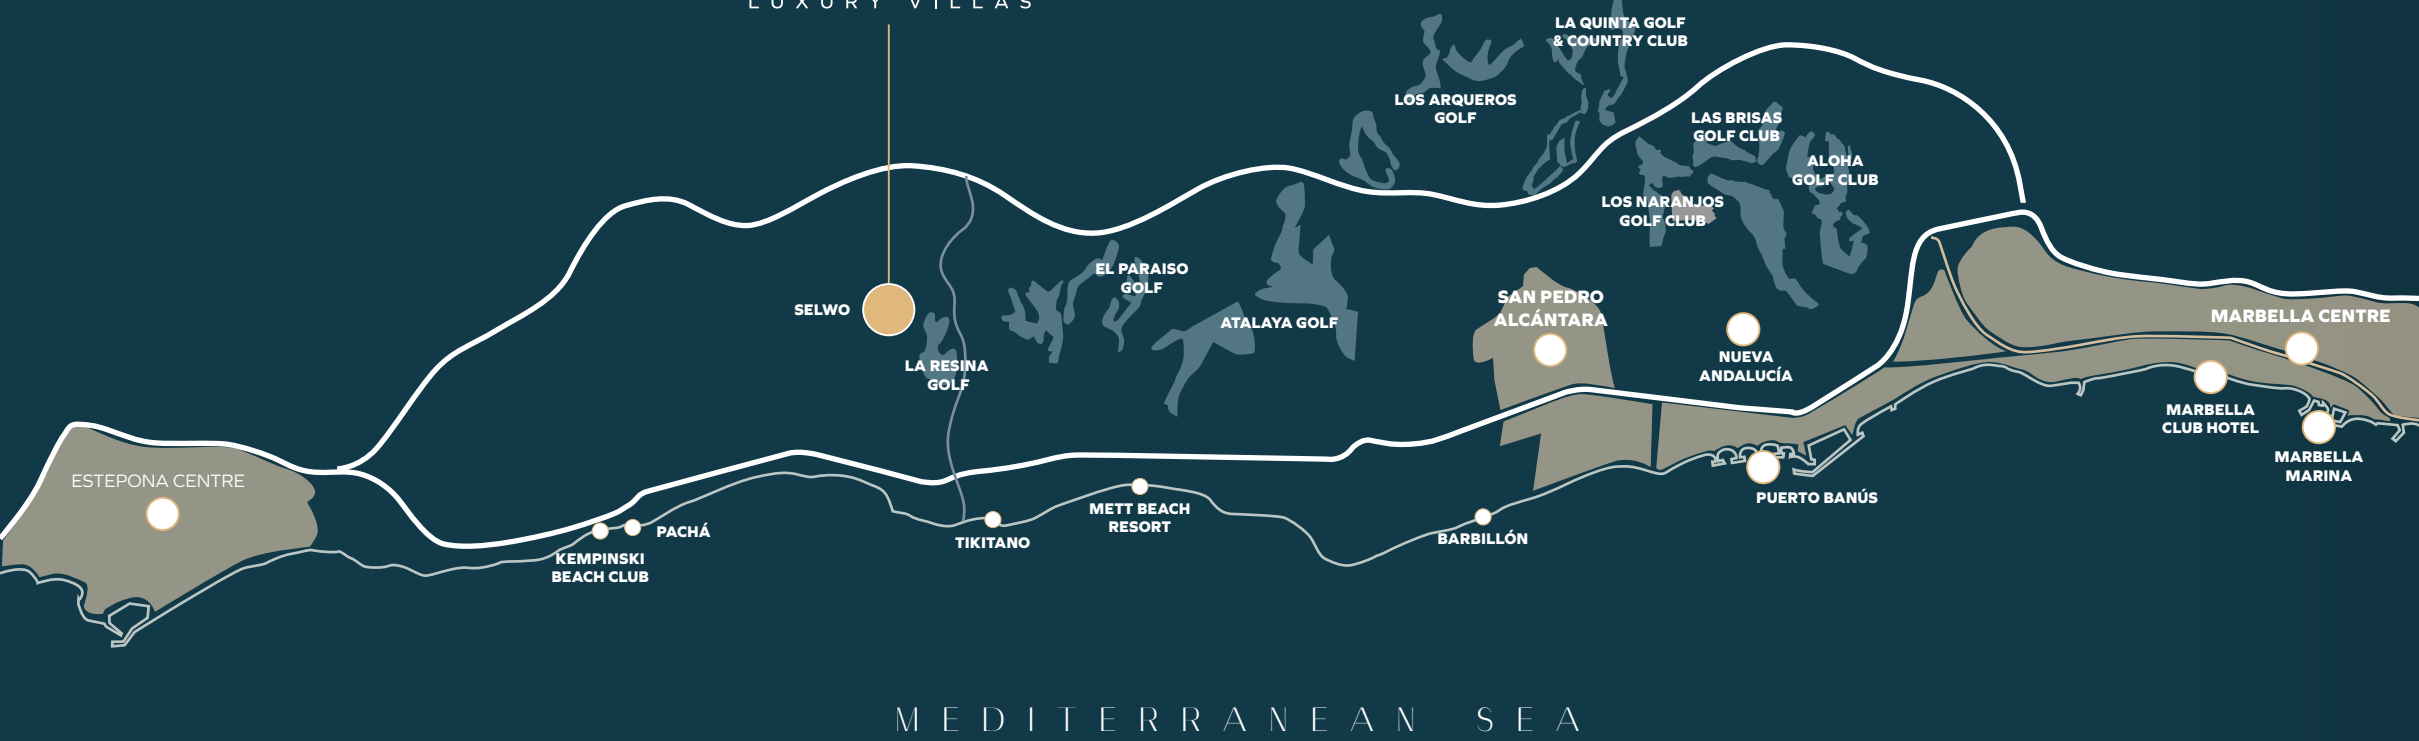 LUXURY VILLAS
LA QUINTA GOLF
& COUNTRY CLUB
LOS ARQUEROS
GOLF
LAS BRISAS
GOLF CLUB
ALOHA
GOLF CLUB
LOS NARANJOS
GOLF CLUB
EL PARAISO
GOLF
SELWO
SAN PEDRO
ALCÁNTARA
ATALAYA GOLF
MARBELLA CENTRE
LA RESINA
GOLF
NUEVA
ANDALUCÍA
MARBELLA
CLUB HOTEL
MARBELLA
MARINA
ESTEPONA CENTRE
PUERTO BANÚS
METT BEACH
RESORT
PACHÁ
TIKITANO
BARBILLÓN
KEMPINSKI
BEACH CLUB
MEDITERRANEAN SEA